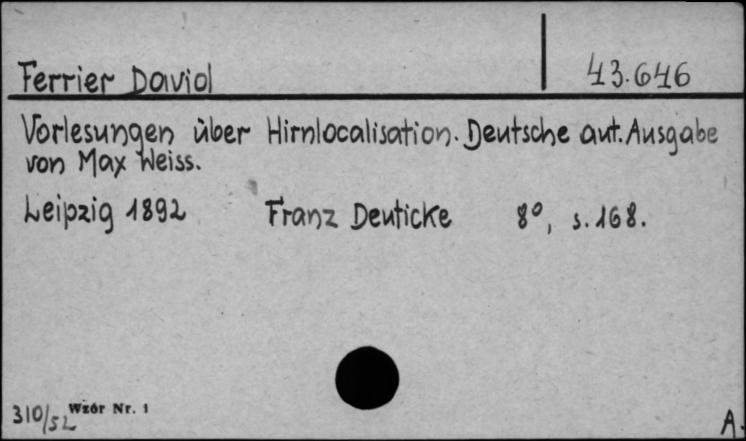 Ferrier David
43.646
Vorlesungen über Hirnlocalisation. Deutsche aut. Ausgabe
von Max Weiss.
Leipzig 1892 Franz Deuticke 8°, s. 168.
310/52 Wzór Nr. 1
A.